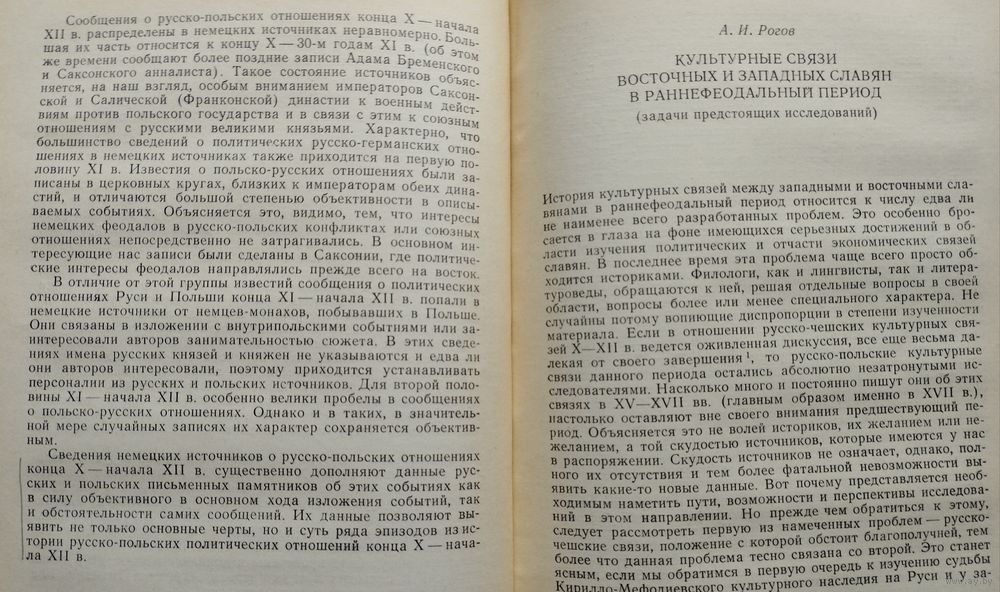 Сообщения о русско-польских отношениях конца X — начала
XII в. распределены в немецких источниках неравномерно. Боль-
шая их часть относится к концу X — 30-м годам XI в. (об этом
же времени сообщают более поздние записи Адама Бременского
и Саксонского анналиста). Такое состояние источников объяс-
няется, на наш взгляд, особым вниманием императоров Саксон-
ской и Салической (Франконской) династии к военным дейст-
виям против польского государства и в связи с этим к союзным
отношениям с русскими великими князьями. Характерно, что
большинство сведений о политических русско-германских отно-
шениях в немецких источниках также приходится на первую по-
ловину XI в. Известия о польско-русских отношениях были за-
писаны в церковных кругах, близких к императорам обеих дина-
стий, и отличаются большой степенью объективности в описы-
ваемых событиях. Объясняется это, видимо, тем, что интересы
немецких феодалов в русско-польских конфликтах или союзных
отношениях непосредственно не затрагивались. В основном ин-
тересующие нас записи были сделаны в Саксонии, где политиче-
ские интересы феодалов направлялись прежде всего на восток.
В отличие от этой группы известий сообщения о политических
отношениях Руси и Польши конца XI — начала XII в. попали в
немецкие источники от немцев-монахов, побывавших в Польше.
Они связаны в изложении с внутрипольскими событиями или за-
интересовали авторов занимательностью сюжета. В этих сведе-
ниях имена русских князей и княжен не указываются и едва ли
они авторов интересовали, поэтому приходится устанавливать
персоналии из русских и польских источников. Для второй поло-
вины XI — начала XII в. особенно велики пробелы в сообщениях
о польско-русских отношениях. Однако и в таких, в значитель-
ной мере случайных записях их характер сохраняется объектив-
ным.
Сведения немецких источников о русско-польских отношениях
конца X — начала XII в. существенно дополняют данные рус-
ских и польских письменных памятников об этих событиях как
в силу объективного в основном хода изложения событий, так
и обстоятельности самих сообщений. Их данные позволяют вы-
явить не только основные черты, но и суть ряда эпизодов из ис-
тории русско-польских политических отношений конца X — нача-
ла XII в.
А. И. Рогов
КУЛЬТУРНЫЕ СВЯЗИ
ВОСТОЧНЫХ И ЗАПАДНЫХ СЛАВЯН
В РАННЕФЕОДАЛЬНЫЙ ПЕРИОД
(задачи предстоящих исследований)
История культурных связей между западными и восточными сла-
вянами в раннефеодальный период относится к числу едва ли
не наименее всего разработанных проблем. Это особенно бро-
сается в глаза на фоне имеющихся серьезных достижений в об-
ласти изучения политических и отчасти экономических связей
славян. В последнее время эта проблема чаще всего просто об-
ходится историками. Филологи, как и лингвисты, так и литера-
туроведы, обращаются к ней, решая отдельные вопросы в своей
области, вопросы более или менее специального характера. Не
случайны потому вопиющие диспропорции в степени изученности
материала. Если в отношении русско-чешских культурных свя-
зей X—XII в. ведется оживленная дискуссия, все еще весьма да-
лекая от своего завершения¹, то русско-польские культурные
связи данного периода остались абсолютно незатронутыми ис-
следователями. Насколько много и постоянно пишут они об этих
связях в XV—XVII вв. (главным образом именно в XVII в.),
настолько оставляют вне своего внимания предшествующий пе-
риод. Объясняется это не волей историков, их желанием или не-
желанием, а той скудостью источников, которые имеются у нас
в распоряжении. Скудость источников не означает, однако, пол-
ного их отсутствия и тем более фатальной невозможности вы-
явить какие-то новые данные. Вот почему представляется необ-
ходимым наметить пути, возможности и перспективы исследова-
ний в этом направлении. Но прежде чем обратиться к этому,
следует рассмотреть первую из намеченных проблем — русско-
чешские связи, положение с которой обстоит благополучней, тем
более что данная проблема тесно связана со второй. Это станет
ясным, если мы обратимся в первую очередь к изучению судьбы
Кирилло-Мефодиевского культурного наследия на Руси и у за-
www.ay.by